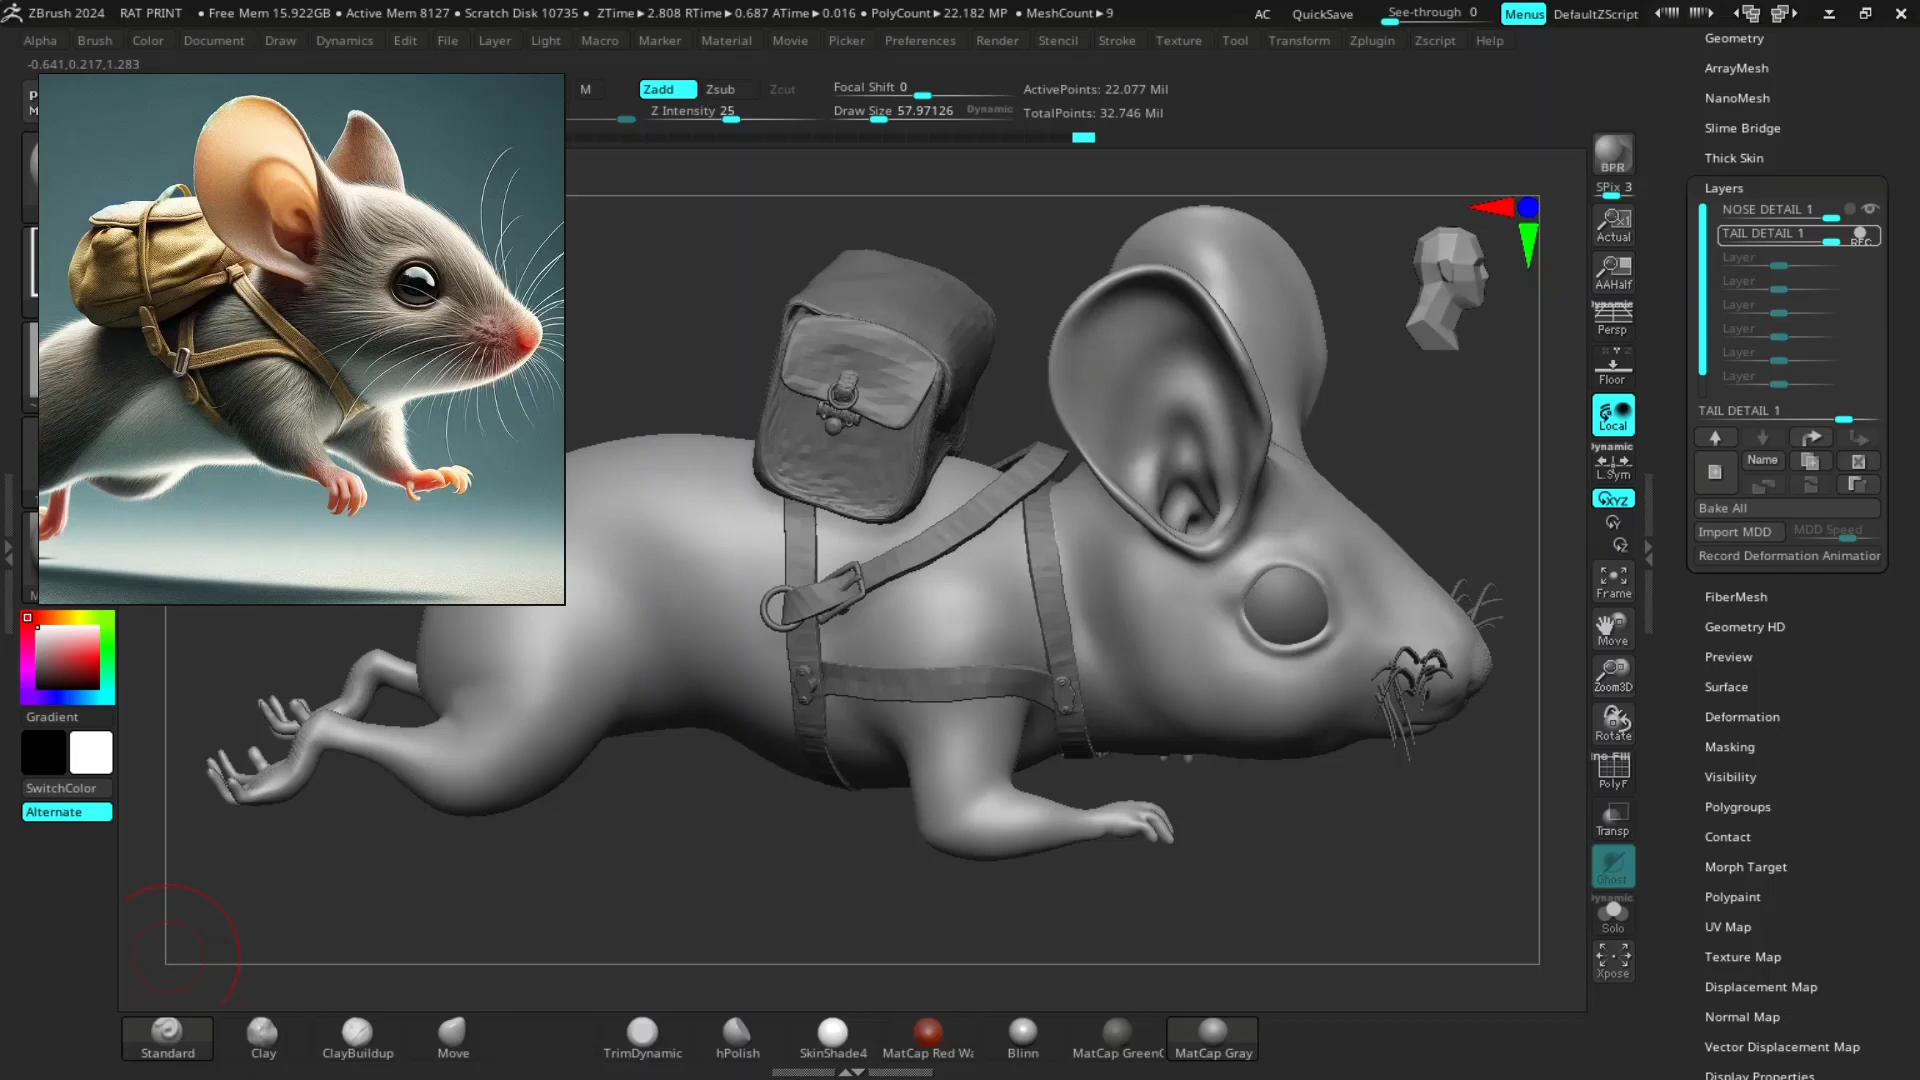 ZBrush 2024 RAT PRINT • Free Mem 15.922GB • Active Mem 8127 • Scratch Disk 10735 • ZTime▶2.808 RTime▶0.687 ATime▶0.016 • PolyCount▶22.182 MP • MeshCount▶9 AC QuickSave See-through 0 Menus DefaultZScript
Alpha Brush Color Document Draw Dynamics Edit File Layer Light Macro Marker Material Movie Picker Preferences Render Stencil Stroke Texture Tool Transform Zplugin Zscript Help
-0.641,0.217,1.283
M Zadd Zsub Zcut Focal Shift 0 ActivePoints: 22.077 Mil
Z Intensity 25 Draw Size 57.97126 Dynamic TotalPoints: 32.746 Mil
Gradient
SwitchColor
Alternate
BPR
SPix 3
Actual
AAHalf
Dynamic
Persp
Floor
Local
Dynamic
L.Sym
XYZ
Y
Z
Frame
Move
Zoom3D
Rotate
PolyF
Transp
Ghost
Dynamic
Solo
Xpose
Geometry
ArrayMesh
NanoMesh
Slime Bridge
Thick Skin
Layers
NOSE DETAIL 1
TAIL DETAIL 1 REC
Layer
Layer
Layer
Layer
Layer
Layer
TAIL DETAIL 1
Name
Bake All
Import MDD MDD Speed
Record Deformation Animation
FiberMesh
Geometry HD
Preview
Surface
Deformation
Masking
Visibility
Polygroups
Contact
Morph Target
Polypaint
UV Map
Texture Map
Displacement Map
Normal Map
Vector Displacement Map
Display Properties
Standard Clay ClayBuildup Move TrimDynamic hPolish SkinShade4 MatCap Red Wa Blinn MatCap GreenC MatCap Gray